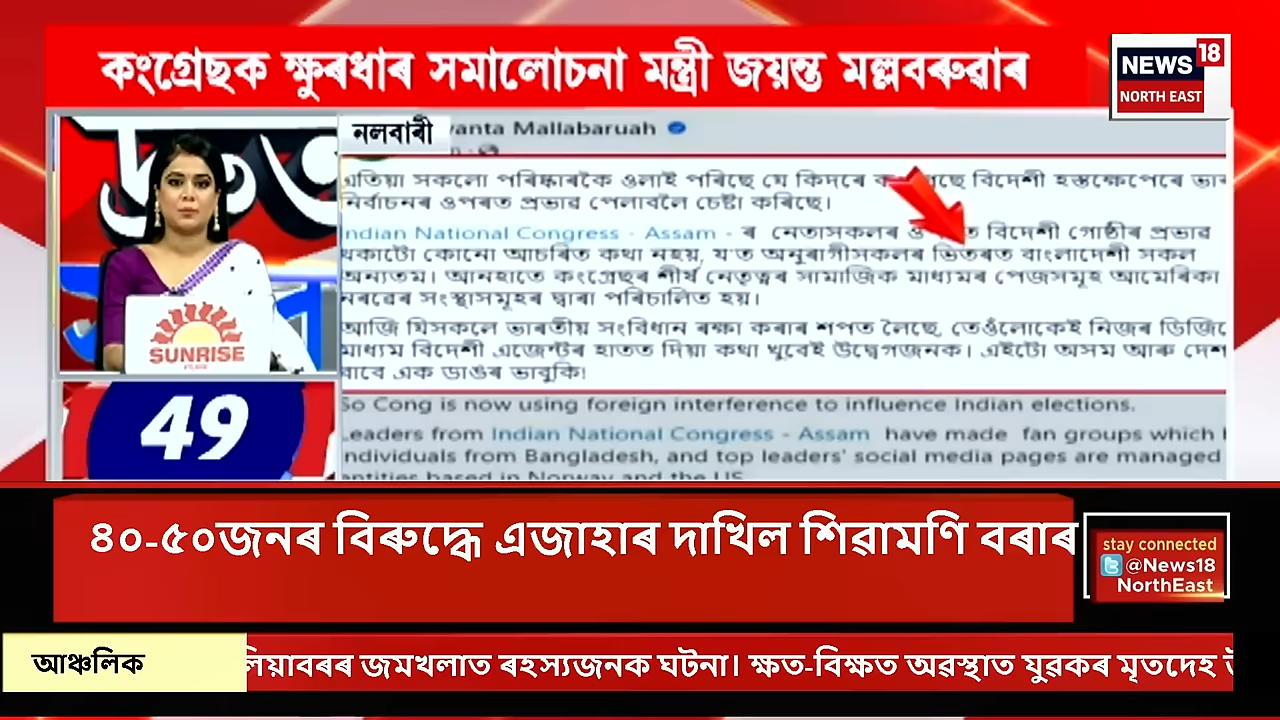 কংগ্ৰেছক ক্ষুৰধাৰ সমালোচনা মন্ত্ৰী জয়ন্ত মল্লবৰুৱাৰ
NEWS 18
NORTH EAST
নলবাৰী
yanta Mallabaruah
এতিয়া সকলো পৰিষ্কাৰকৈ ওলাই পৰিছে যে কিদৰে বিদেশী হস্তক্ষেপেৰে
নিৰ্বাচনৰ ওপৰত প্ৰভাৱ পেলাবলৈ চেষ্টা কৰিছে।
Indian National Congress - Assam - ৰ নেতাসকলৰ বিদেশী গোষ্ঠীৰ প্ৰভাৱ
থকাটো কোনো আচৰিত কথা নহয়, য'ত অনুৰাগীসকলৰ ভিতৰত বাংলাদেশী সকল
অন্যতম। আনহাতে কংগ্ৰেছৰ শীৰ্ষ নেতৃত্বৰ সামাজিক মাধ্যমৰ পেজসমূহ আমেৰিকা
নৰৱেৰ সংস্থাসমূহৰ দ্বাৰা পৰিচালিত হয়।
আজি যিসকলে ভাৰতীয় সংবিধান ৰক্ষা কৰাৰ শপত লৈছে, তেওঁলোকেই নিজৰ
মাধ্যম বিদেশী এজেন্টৰ হাতত দিয়া কথা খুবেই উদ্বেগজনক। এইটো অসম আৰু দেশ
বাবে এক ডাঙৰ ভাবুকি!
So Cong is now using foreign interference to influence Indian elections.
Leaders from Indian National Congress - Assam have made fan groups which
individuals from Bangladesh, and top leaders' social media pages are managed
entities based in Norway and the US
SUNRISE
49
৪০-৫০জনৰ বিৰুদ্ধে এজাহাৰ দাখিল শিৱামণি বৰাৰ
stay connected
@News18
NorthEast
আঞ্চলিক
লিয়াবৰৰ জমখলাত ৰহস্যজনক ঘটনা। ক্ষত-বিক্ষত অৱস্থাত যুৱকৰ মৃতদেহ